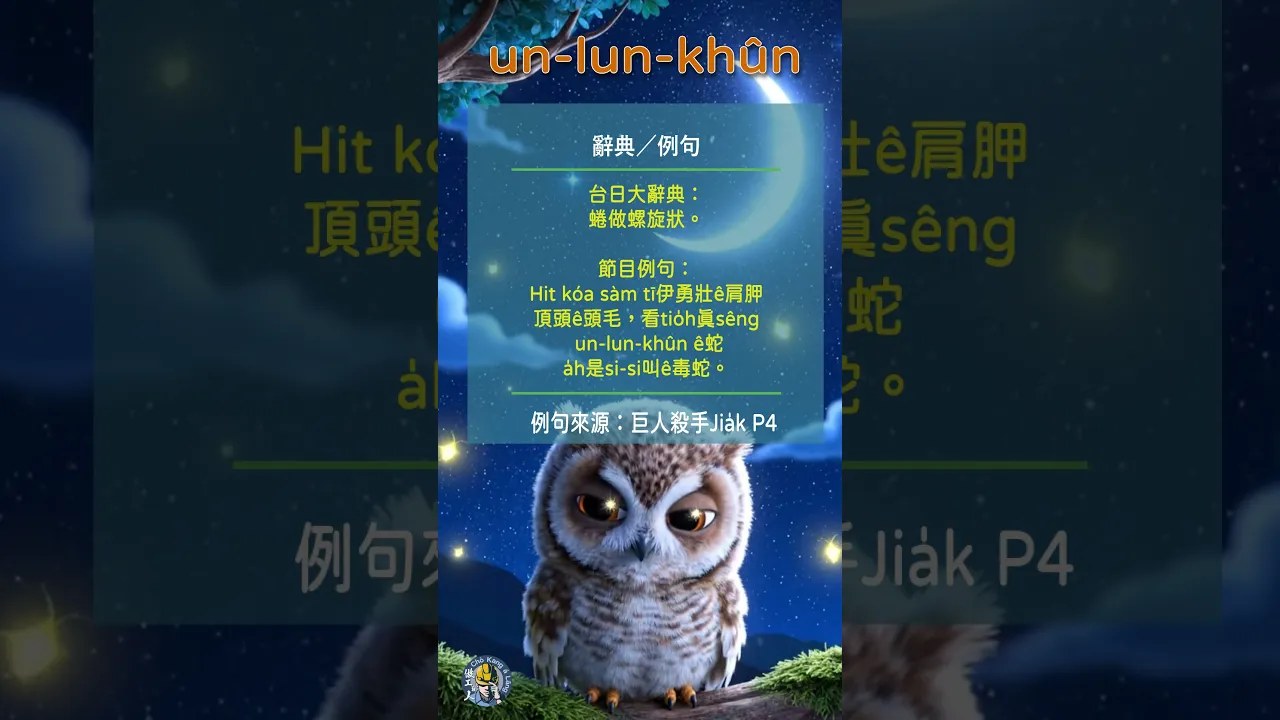 un-lun-khûn
辭典／例句
台日大辭典：
蜷做螺旋狀。
節目例句：
Hit kóa sàm tī伊勇壯ê肩胛
頂頭ê頭毛，看tio̍h眞sêng
un-lun-khûn ê蛇
a̍h是si-si叫ê毒蛇。
例句來源：巨人殺手Jia̍k P4